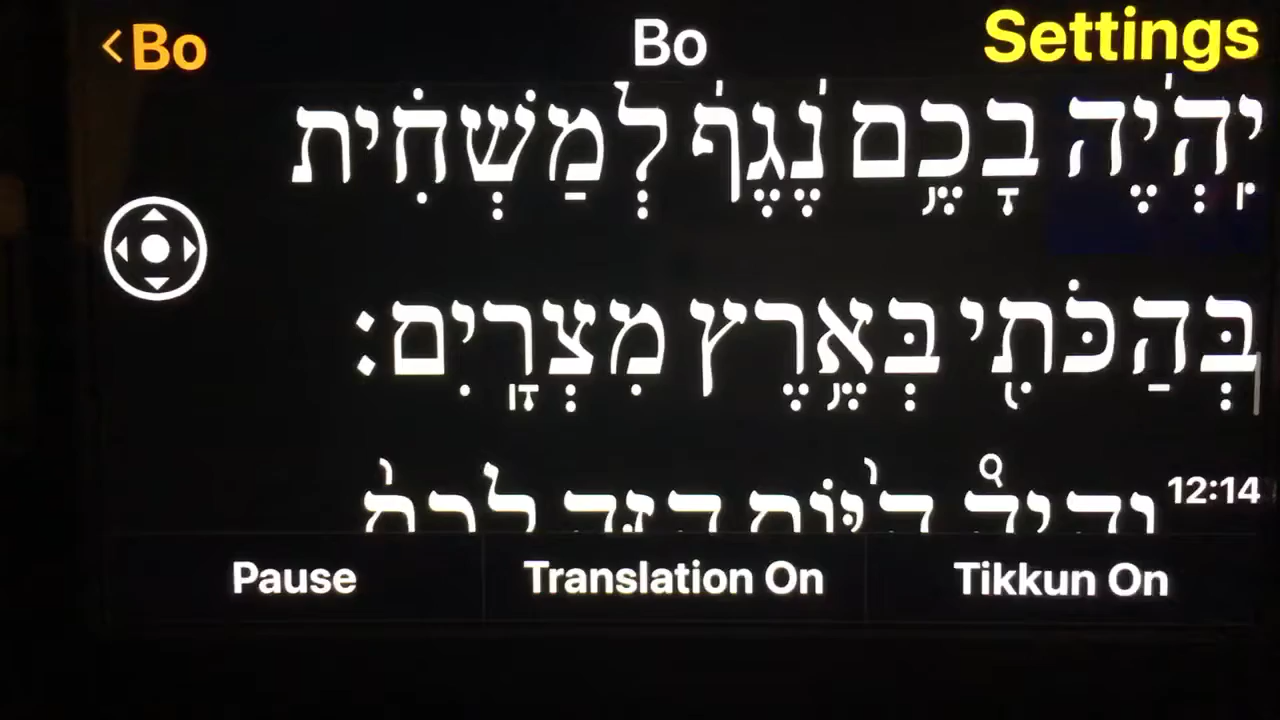 <Bo Bo Settings
יִֽהְיֶ֨ה בָכֶ֥ם נֶ֙גֶף֙ לְמַשְׁחִ֔ית
בְּהַכֹּתִ֖י בְּאֶ֥רֶץ מִצְרָֽיִם׃
12:14 וְהָיָה֩ הַיּ֨וֹם הַזֶּ֤ה לָכֶם֙
Pause Translation On Tikkun On